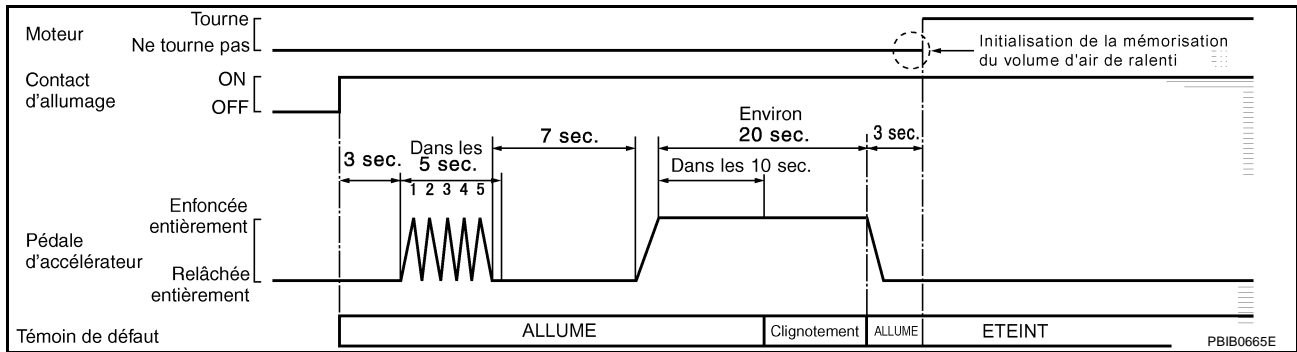 Moteur
Tourne
Ne tourne pas
Initialisation de la mémorisation
du volume d'air de ralenti
Contact
d'allumage
ON
OFF
3 sec.
Dans les
5 sec.
7 sec.
Environ
20 sec.
Dans les 10 sec.
3 sec.
1 2 3 4 5
Pédale
d'accélérateur
Enfoncée
entièrement
Relâchée
entièrement
Témoin de défaut
ALLUME
Clignotement
ALLUME
ETEINT
PBIB0665E